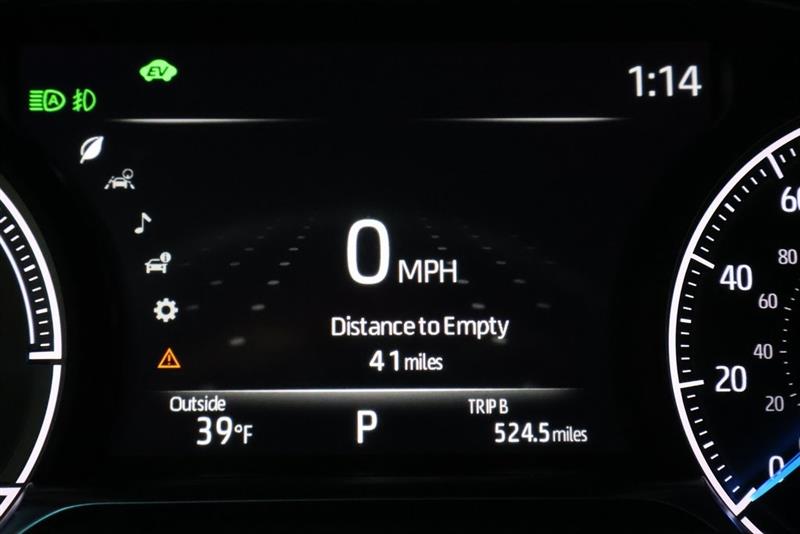 EV
A
1:14
0 MPH
Distance to Empty
41 miles
Outside
39°F
P
TRIP B
524.5 miles
60
40
20
0
80
60
40
20